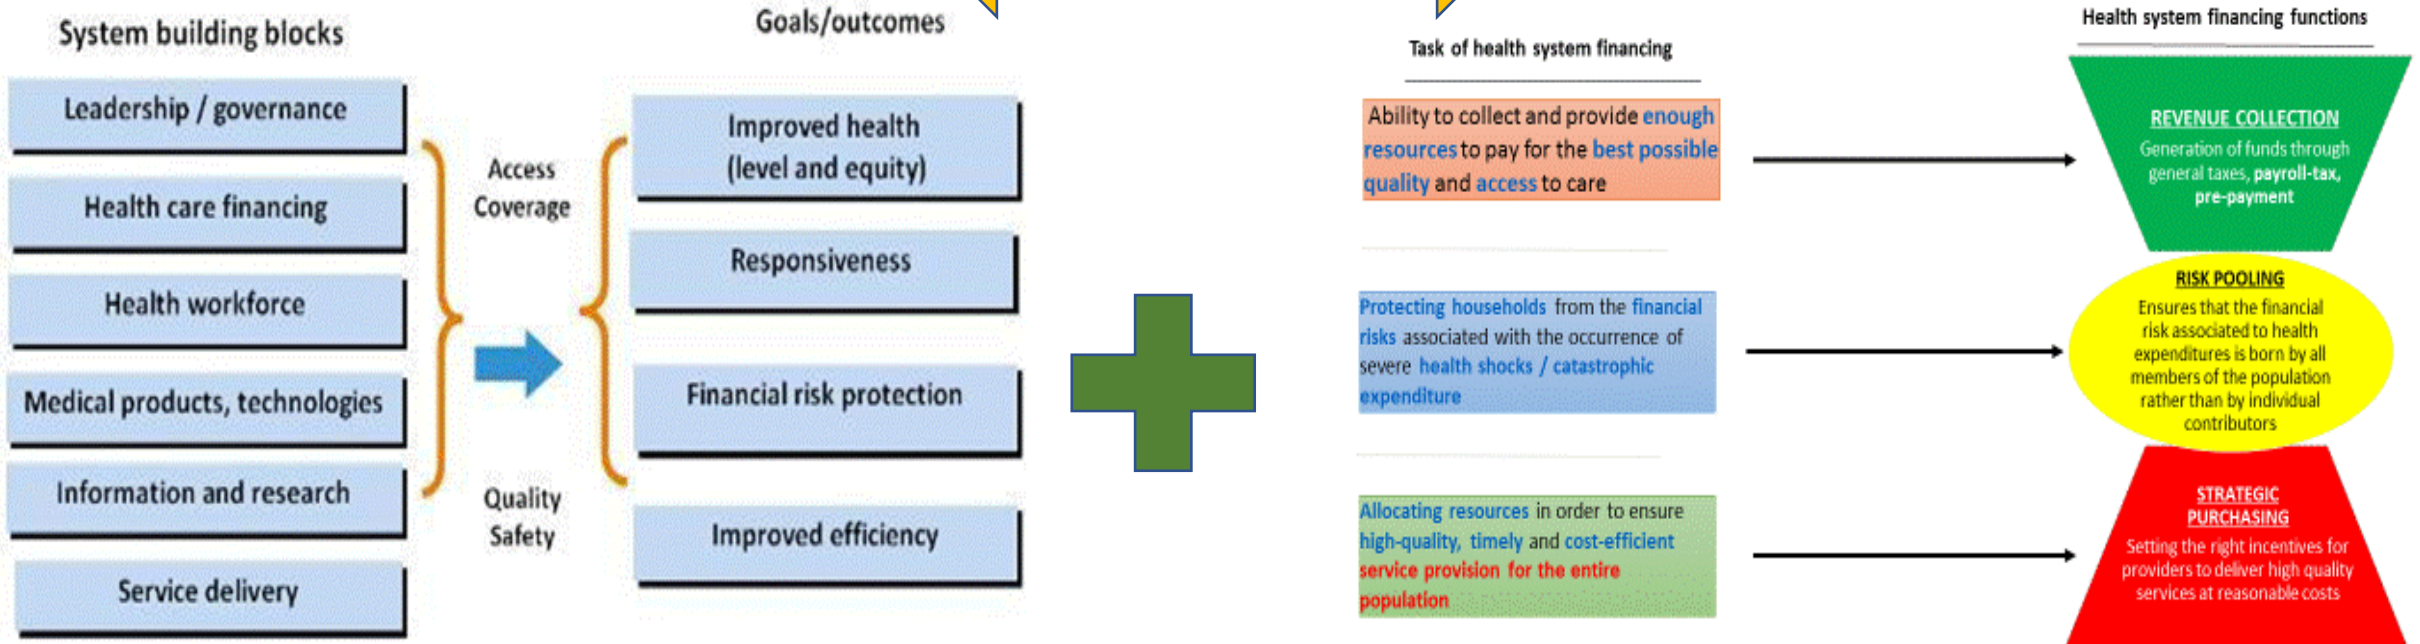 System building blocks
Leadership / governance
Health care financing
Health workforce
Medical products, technologies
Information and research
Service delivery
Access
Coverage
Quality
Safety
Goals/outcomes
Improved health
(level and equity)
Responsiveness
Financial risk protection
Improved efficiency
Task of health system financing
Ability to collect and provide enough
resources to pay for the best possible
quality and access to care
Protecting households from the financial
risks associated with the occurrence of
severe health shocks / catastrophic
expenditure
Allocating resources in order to ensure
high-quality, timely and cost-efficient
service provision for the entire
population
Health system financing functions
REVENUE COLLECTION
Generation of funds through
general taxes, payroll-tax,
pre-payment
RISK POOLING
Ensures that the financial
risk associated to health
expenditures is born by all
members of the population
rather than by individual
contributors
STRATEGIC
PURCHASING
Setting the right incentives for
providers to deliver high quality
services at reasonable costs